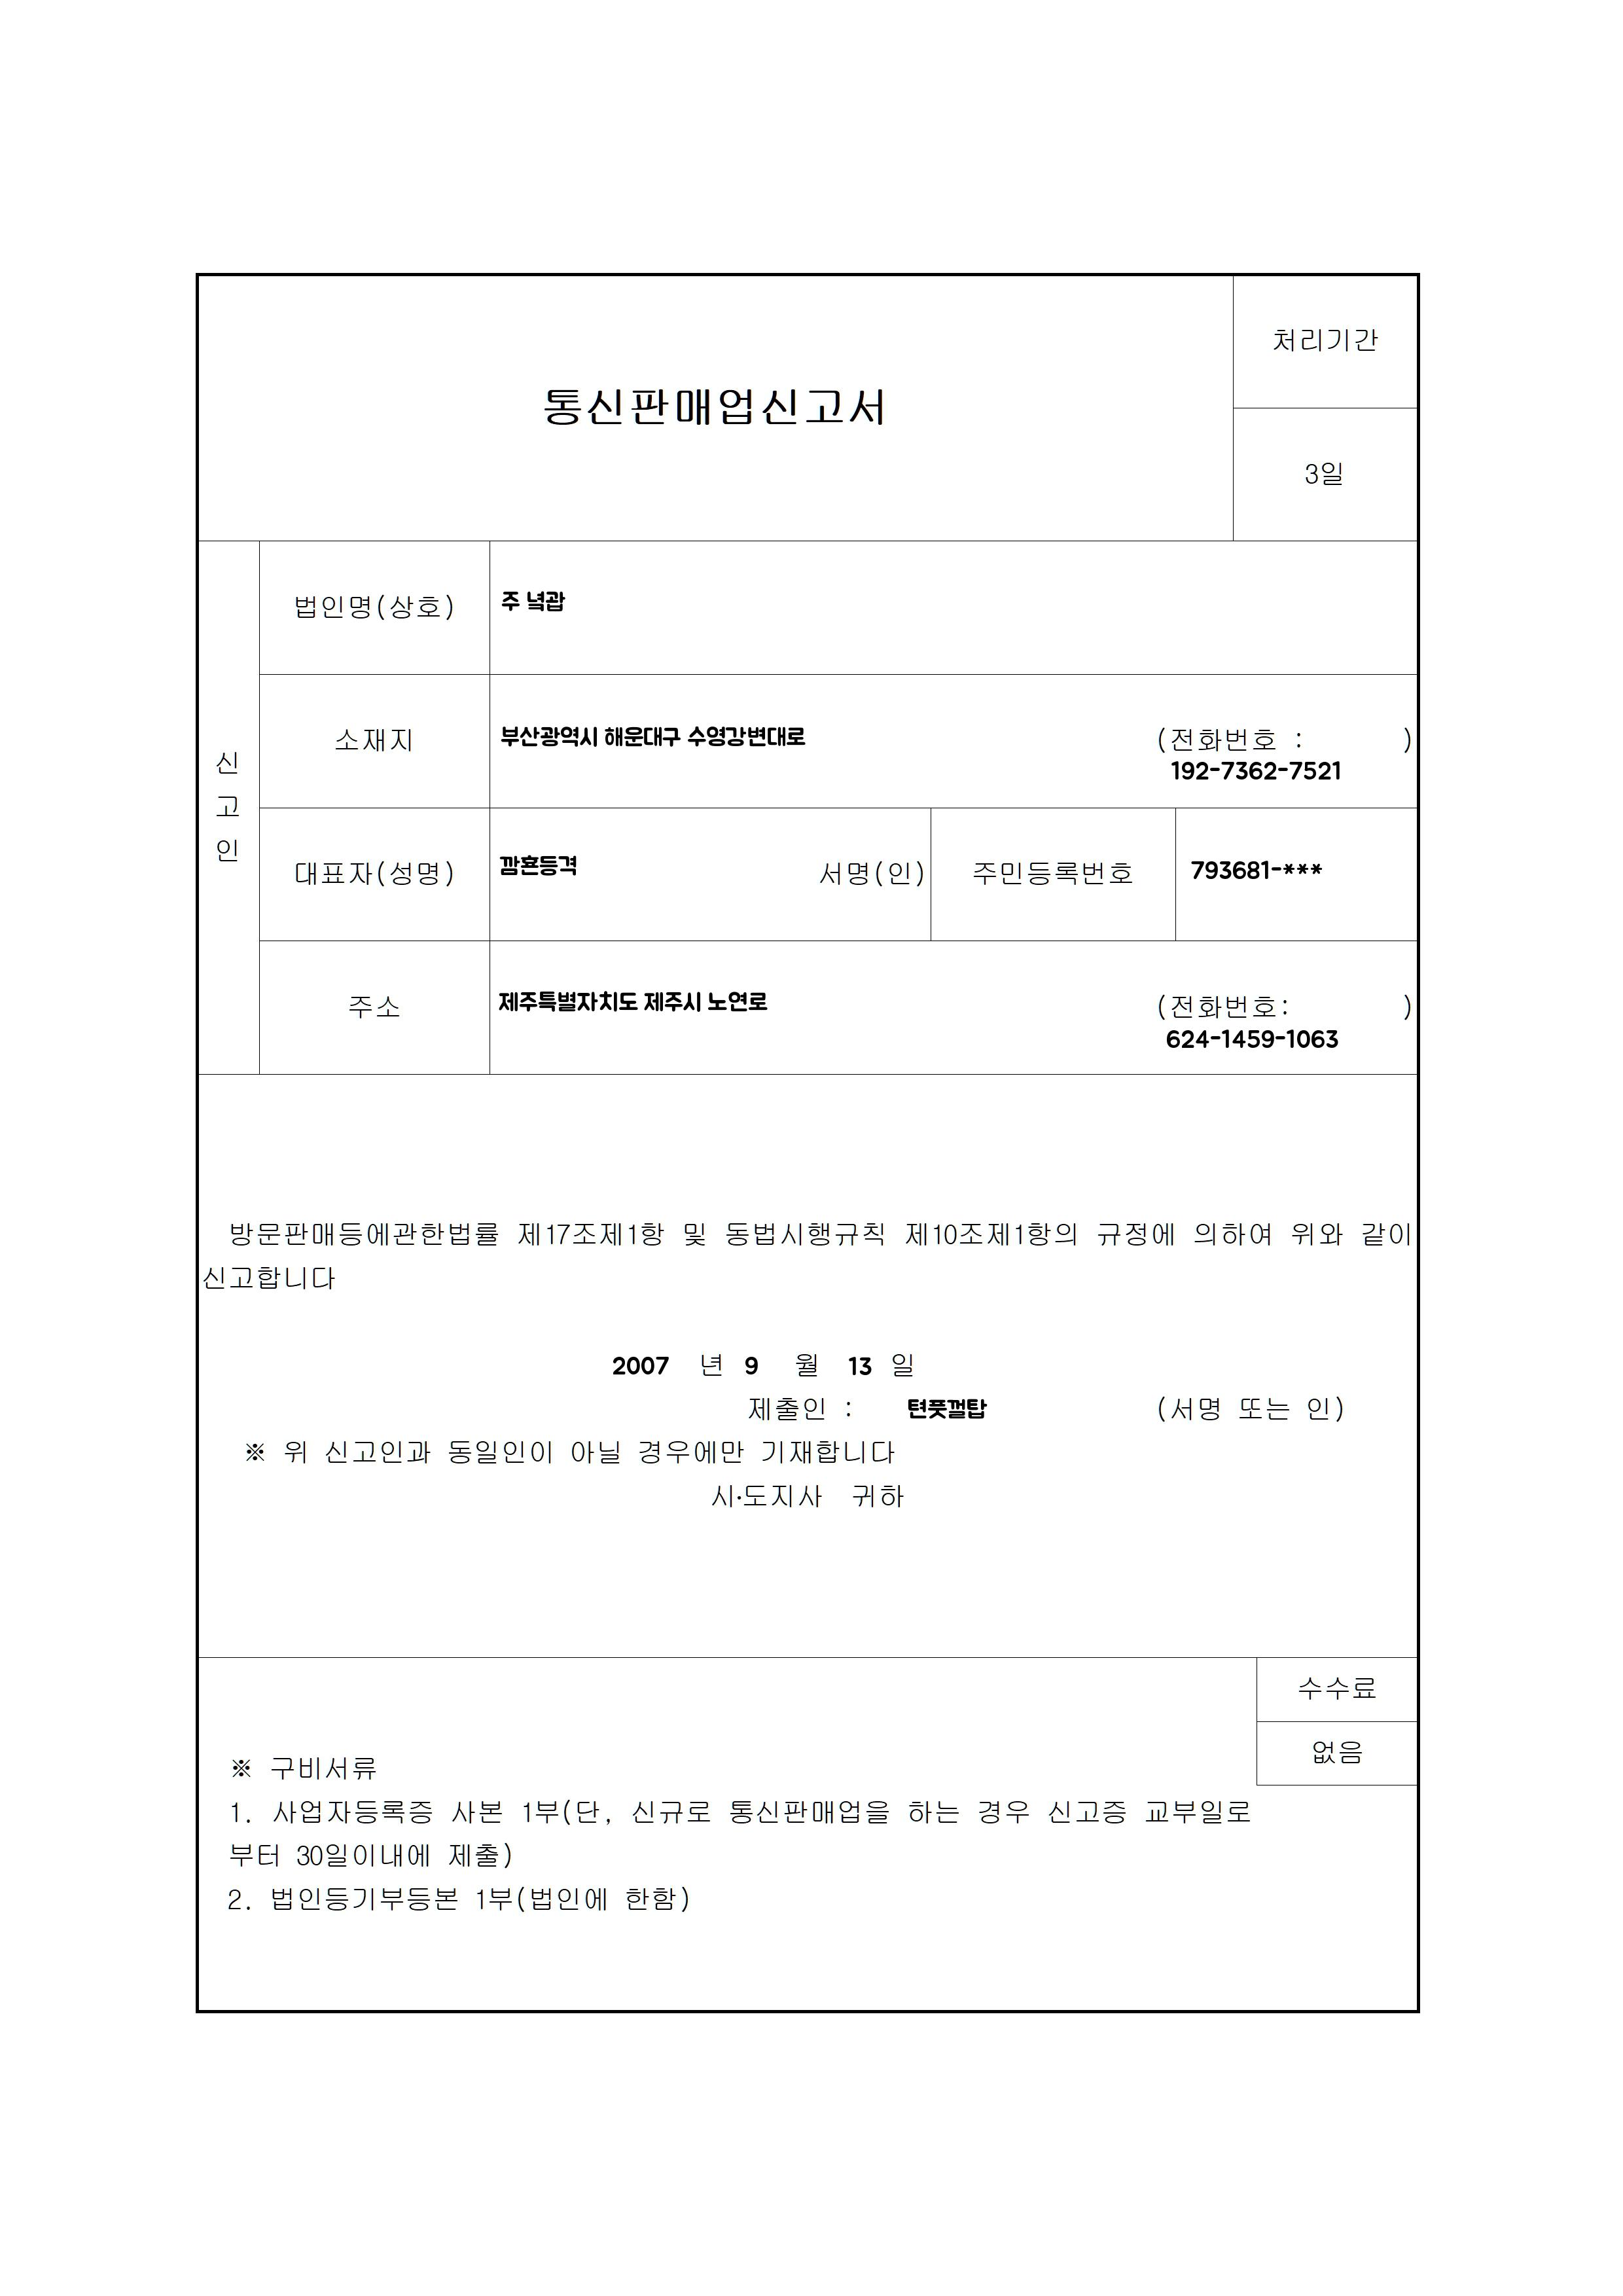 통신판매업신고서
처리기간
3일
신고인
법인명(상호)
주 녘괍
소재지
부산광역시 해운대구 수영강변대로
(전화번호 : )
192-7362-7521
대표자(성명)
깜횬등격
서명(인)
주민등록번호
793681-***
주소
제주특별자치도 제주시 노연로
(전화번호: )
624-1459-1063
방문판매등에관한법률 제17조제1항 및 동법시행규칙 제10조제1항의 규정에 의하여 위와 같이
신고합니다
2007 년 9 월 13 일
제출인 : 텬풋껄탑 (서명 또는 인)
※ 위 신고인과 동일인이 아닐 경우에만 기재합니다
시·도지사 귀하
수수료
없음
※ 구비서류
1. 사업자등록증 사본 1부(단, 신규로 통신판매업을 하는 경우 신고증 교부일로
부터 30일이내에 제출)
2. 법인등기부등본 1부(법인에 한함)